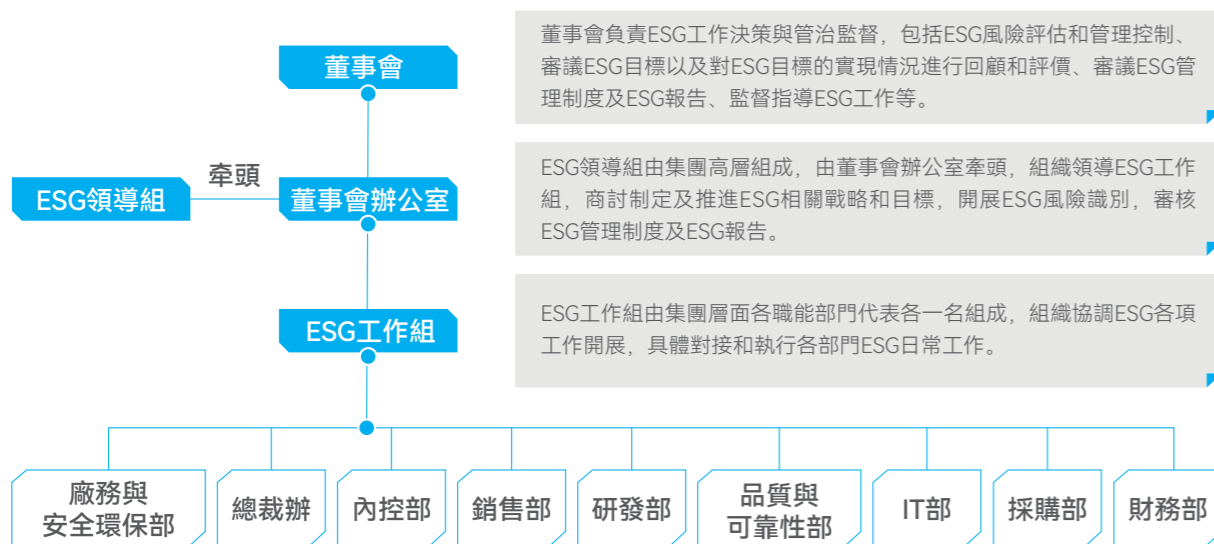 董事會
董事會負責ESG工作決策與管治監督，包括ESG風險評估和管理控制、
審議ESG目標以及對ESG目標的實現情況進行回顧和評價、審議ESG管
理制度及ESG報告、監督指導ESG工作等。
牽頭
ESG領導組
董事會辦公室
ESG領導組由集團高層組成，由董事會辦公室牽頭，組織領導ESG工作
組，商討制定及推進ESG相關戰略和目標，開展ESG風險識別，審核
ESG管理制度及ESG報告。
ESG工作組
ESG工作組由集團層面各職能部門代表各一名組成，組織協調ESG各項
工作開展，具體對接和執行各部門ESG日常工作。
廠務與
安全環保部
總裁辦
內控部
銷售部
研發部
品質與
可靠性部
IT部
採購部
財務部